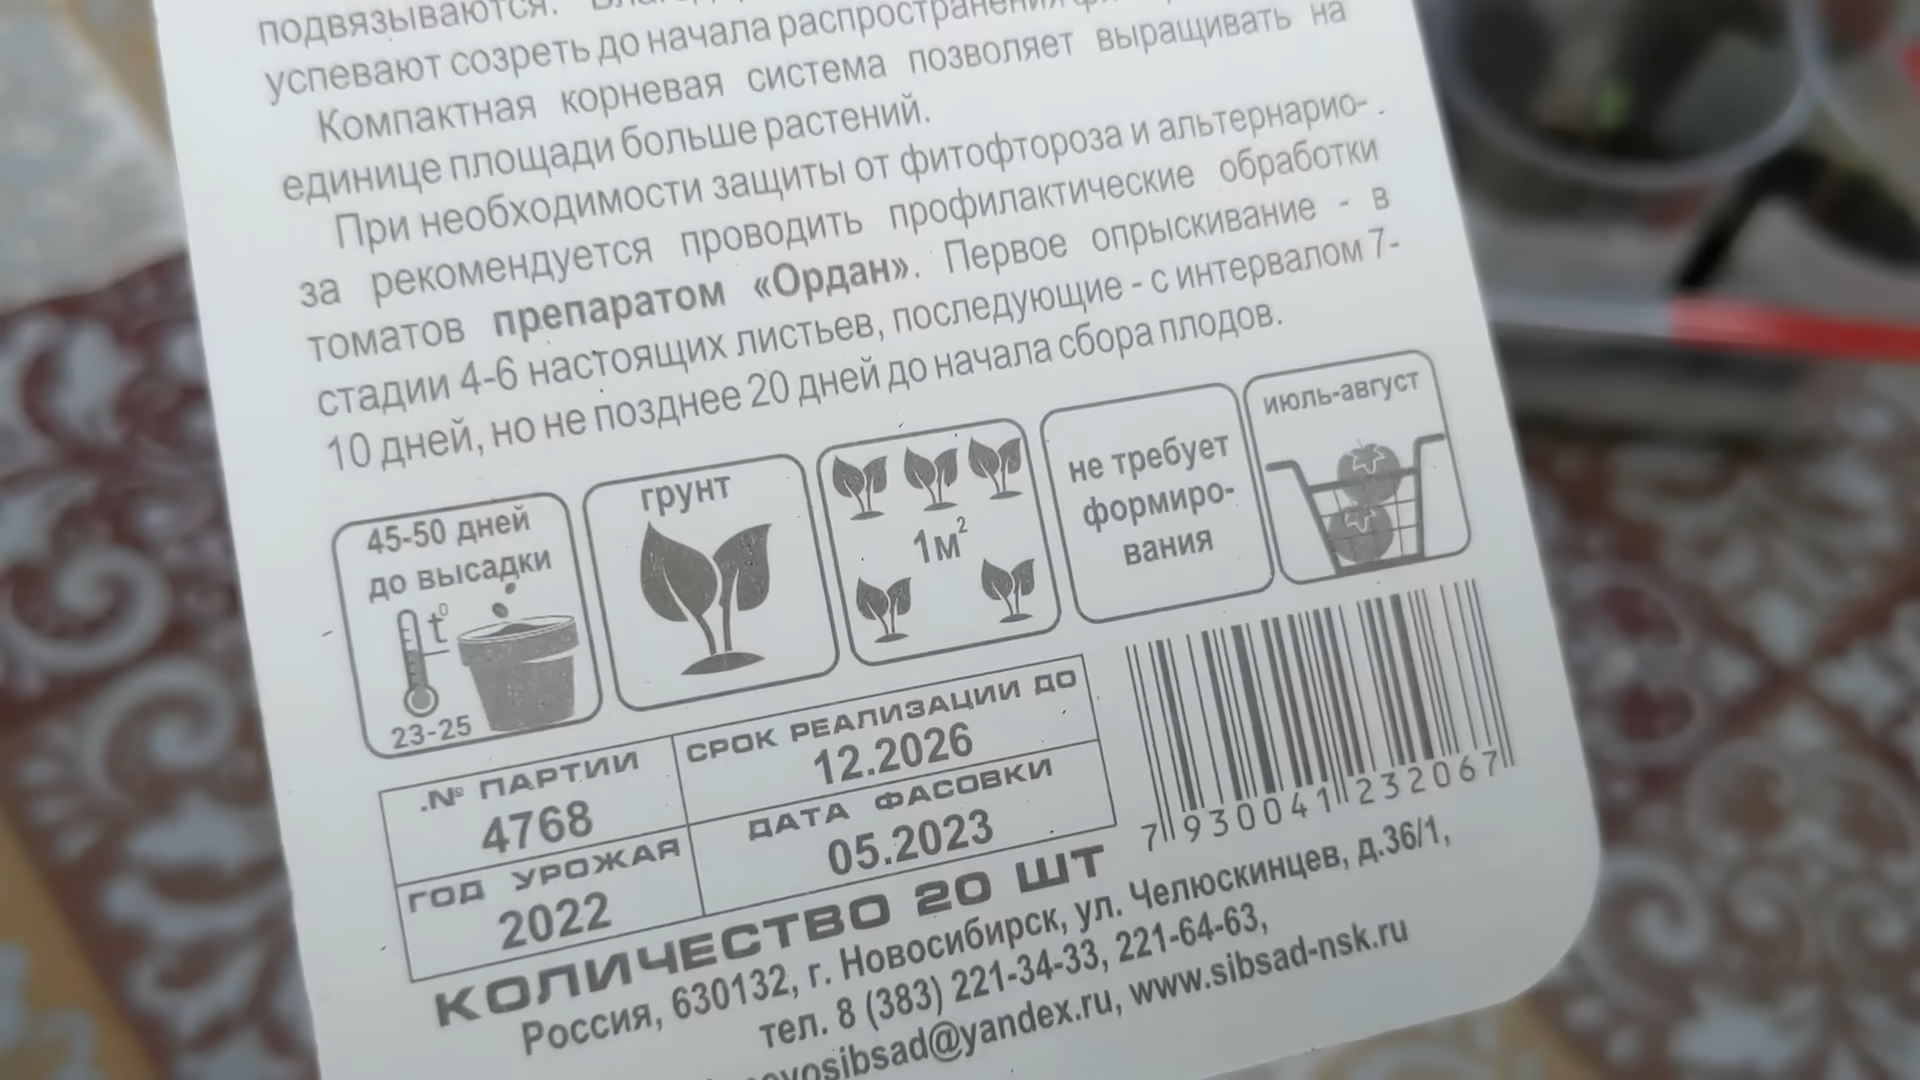 подвязываются.
успевают созреть до начала распространения
Компактная корневая система позволяет выращивать на
единице площади больше растений.
При необходимости защиты от фитофтороза и альтернарио-
за рекомендуется проводить профилактические обработки
томатов препаратом «Ордан». Первое опрыскивание - в
стадии 4-6 настоящих листьев, последующие - с интервалом 7-
10 дней, но не позднее 20 дней до начала сбора плодов.
45-50 дней
до высадки
t⁰
23-25
грунт
1м²
не требует
формиро-
вания
июль-август
№ ПАРТИИ
4768
СРОК РЕАЛИЗАЦИИ ДО
12.2026
ГОД УРОЖАЯ
2022
ДАТА ФАСОВКИ
05.2023
7 930041 232067
КОЛИЧЕСТВО 20 ШТ
Россия, 630132, г. Новосибирск, ул. Челюскинцев, д.36/1,
тел. 8 (383) 221-34-33, 221-64-63,
ovosibsad@yandex.ru, www.sibsad-nsk.ru